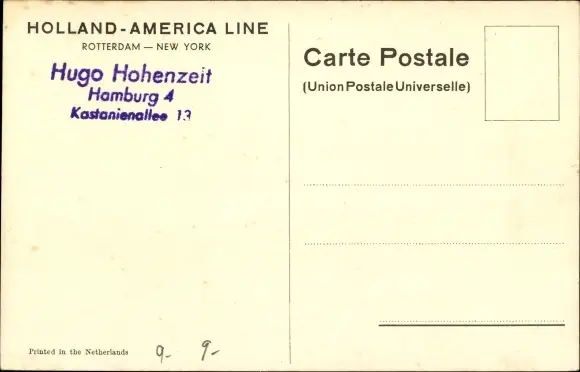 HOLLAND-AMERICA LINE
ROTTERDAM — NEW YORK
Hugo Hohenzeit
Hamburg 4
Kastanienallee 13
Carte Postale
(Union Postale Universelle)
Printed in the Netherlands
9- 9-